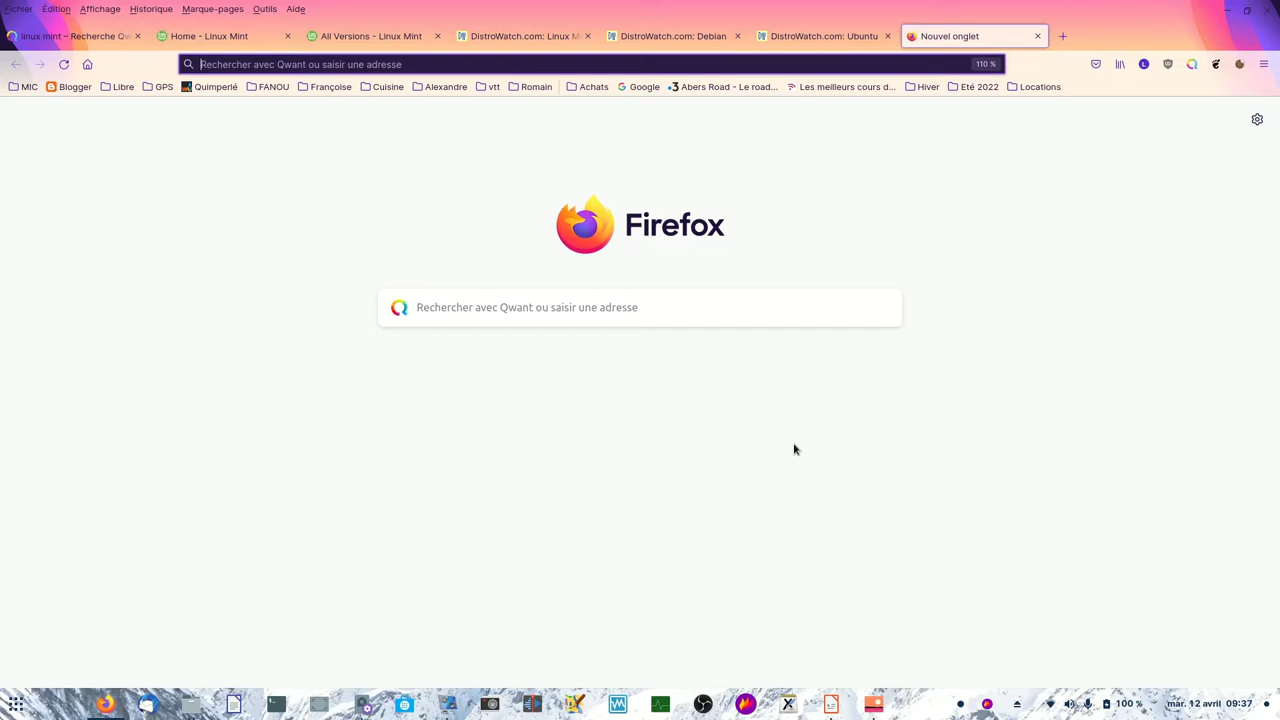 Fichier Édition Affichage Historique Marque-pages Outils Aide
linux mint – Recherche Qw
Home - Linux Mint
All Versions - Linux Mint
DistroWatch.com: Linux M
DistroWatch.com: Debian
DistroWatch.com: Ubuntu
Nouvel onglet
Rechercher avec Qwant ou saisir une adresse
110 %
MIC Blogger Libre GPS Quimperlé FANOU Françoise Cuisine Alexandre vtt Romain Achats Google Abers Road - Le road... Les meilleurs cours d... Hiver Eté 2022 Locations
Firefox
Rechercher avec Qwant ou saisir une adresse
100 % mar. 12 avril 09:37